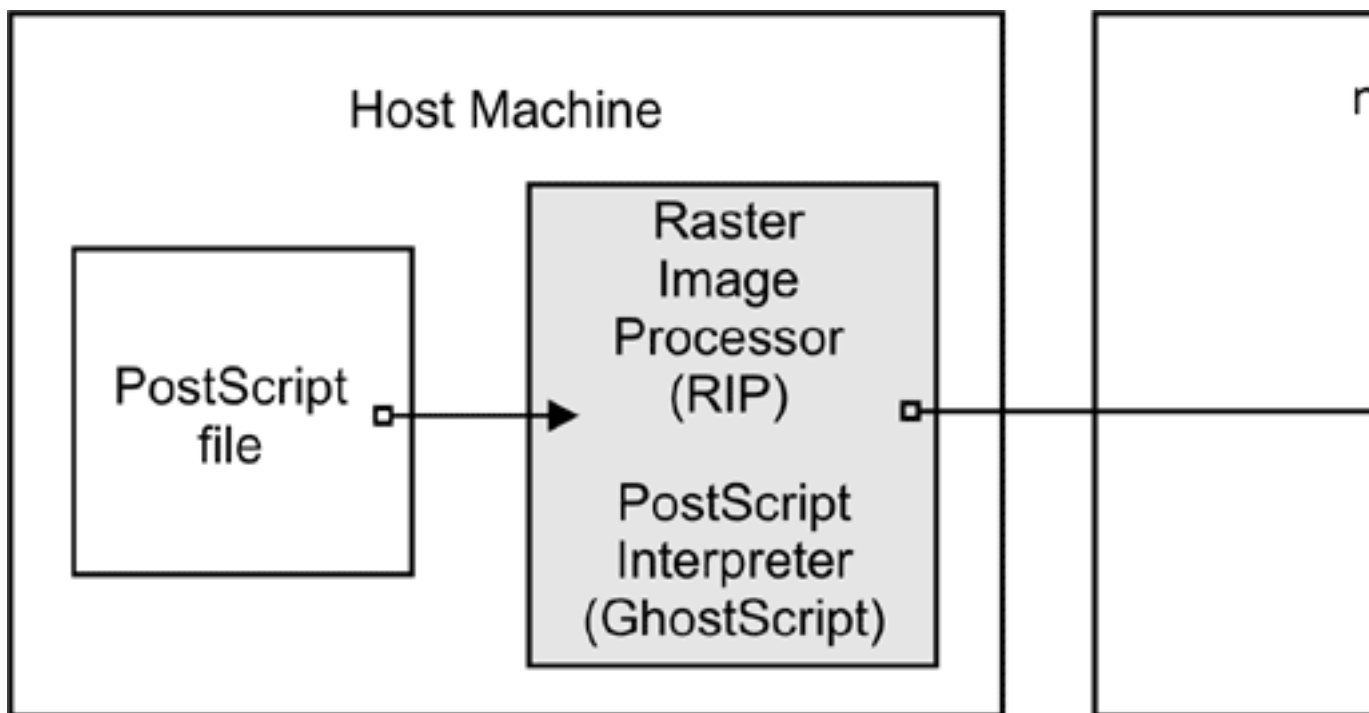 Host Machine
PostScript
file
Raster
Image
Processor
(RIP)
PostScript
Interpreter
(GhostScript)